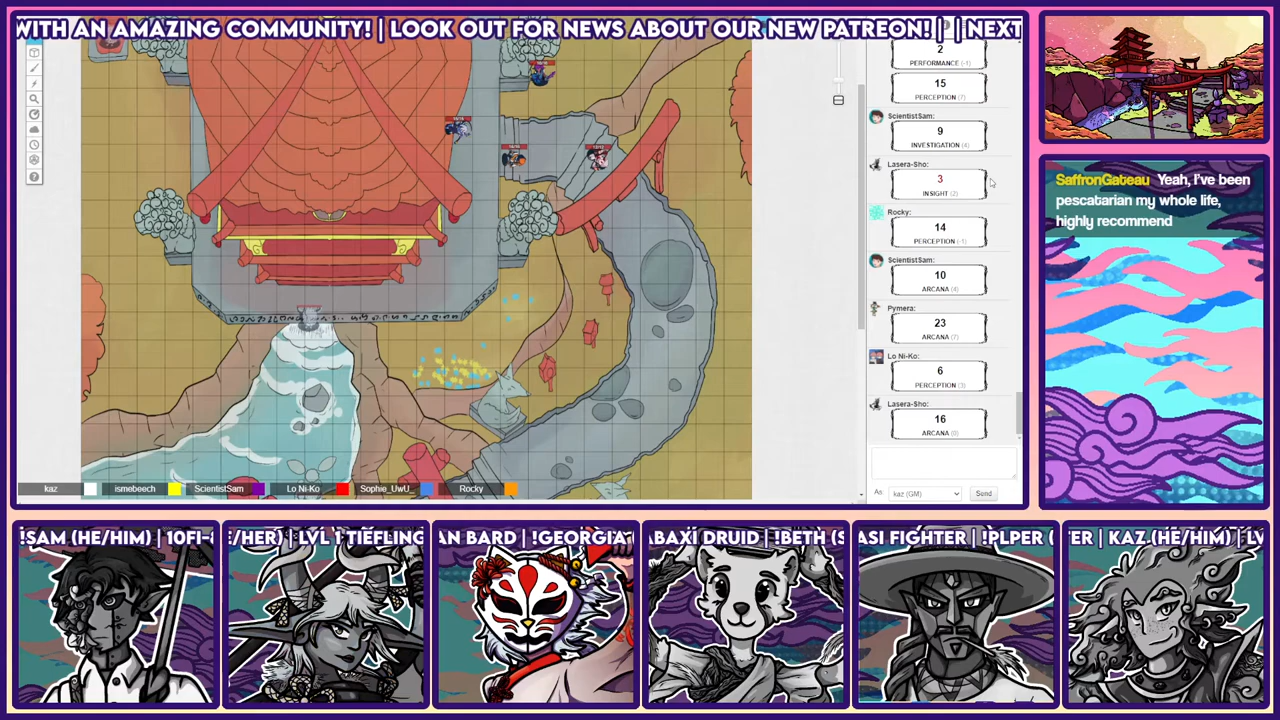 WITH AN AMAZING COMMUNITY! | LOOK OUT FOR NEWS ABOUT OUR NEW PATREON! | | NEXT
2
PERFORMANCE (-1)
15
PERCEPTION (7)
ScientistSam:
9
INVESTIGATION (4)
Lasera-Sho:
3
INSIGHT (2)
Rocky:
14
PERCEPTION (-1)
ScientistSam:
10
ARCANA (4)
Pymera:
23
ARCANA (7)
Lo Ni-Ko:
6
PERCEPTION (3)
Lasera-Sho:
16
ARCANA (0)
As: kaz (GM) Send
SaffronGateau Yeah, I've been
pescatarian my whole life,
highly recommend
kaz ismebeech ScientistSam Lo Ni-Ko Sophie_UwU_ Rocky
!SAM (HE/HIM) | 10FI-
E/HER) | LVL 1 TIEFLING
AN BARD | !GEORGIA
ABAXI DRUID | !BETH (S
ASI FIGHTER | !PLPER (
ER | KAZ (HE/HIM) | LV